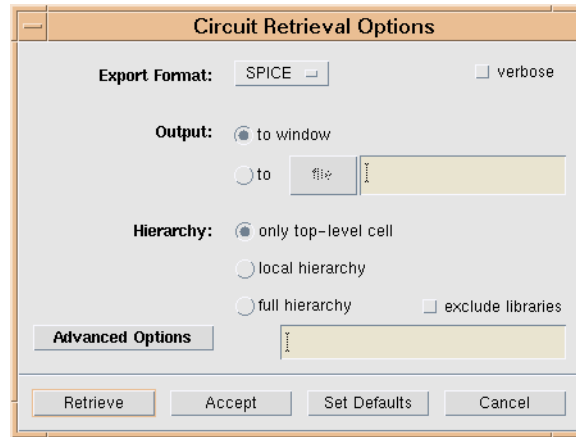 Circuit Retrieval Options
Export Format: SPICE verbose
Output: to window
to file
Hierarchy: only top-level cell
local hierarchy
full hierarchy exclude libraries
Advanced Options
Retrieve Accept Set Defaults Cancel